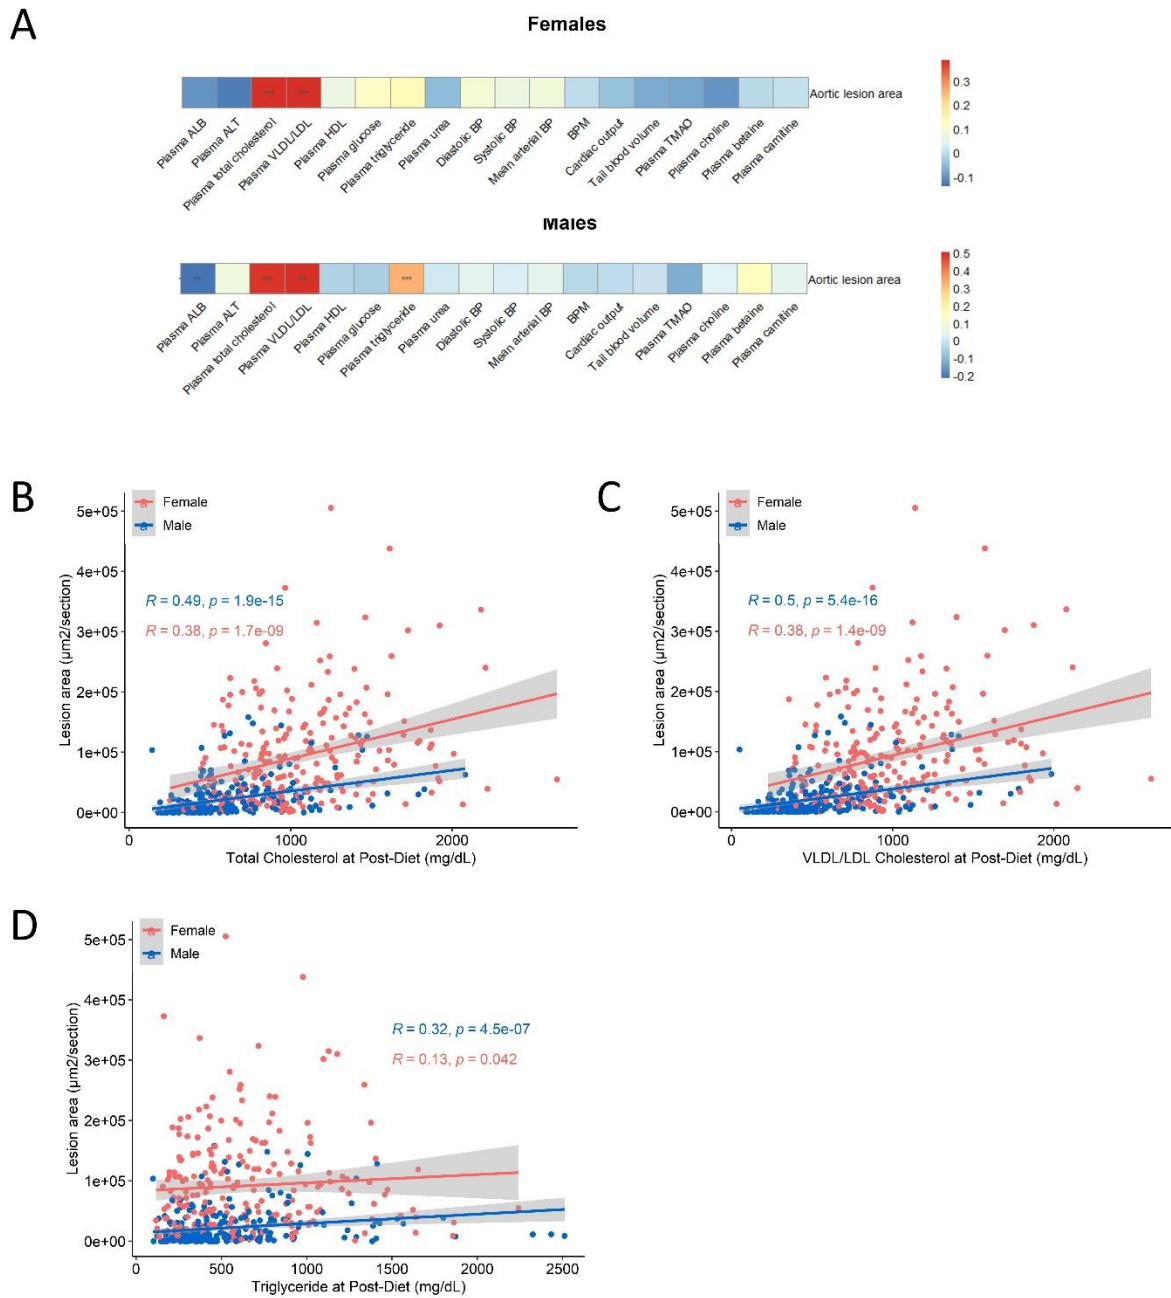 A
Females
Aortic lesion area
0.3
0.2
0.1
0
-0.1
Plasma ALB
Plasma ALT
Plasma total cholesterol
Plasma VLDL/LDL
Plasma HDL
Plasma glucose
Plasma triglyceride
Plasma urea
Diastolic BP
Systolic BP
Mean arterial BP
BPM
Cardiac output
Tail blood volume
Plasma TMAO
Plasma choline
Plasma betaine
Plasma carnitine
Males
Aortic lesion area
0.5
0.4
0.3
0.2
0.1
0
-0.1
-0.2
Plasma ALB
Plasma ALT
Plasma total cholesterol
Plasma VLDL/LDL
Plasma HDL
Plasma glucose
Plasma triglyceride
Plasma urea
Diastolic BP
Systolic BP
Mean arterial BP
BPM
Cardiac output
Tail blood volume
Plasma TMAO
Plasma choline
Plasma betaine
Plasma carnitine
B
Female
Male
R = 0.49, p = 1.9e-15
R = 0.38, p = 1.7e-09
Lesion area (μm2/section)
5e+05
4e+05
3e+05
2e+05
1e+05
0e+00
0
1000
2000
Total Cholesterol at Post-Diet (mg/dL)
C
Female
Male
R = 0.5, p = 5.4e-16
R = 0.38, p = 1.4e-09
Lesion area (μm2/section)
5e+05
4e+05
3e+05
2e+05
1e+05
0e+00
0
1000
2000
VLDL/LDL Cholesterol at Post-Diet (mg/dL)
D
Female
Male
R = 0.32, p = 4.5e-07
R = 0.13, p = 0.042
Lesion area (μm2/section)
5e+05
4e+05
3e+05
2e+05
1e+05
0e+00
0
500
1000
1500
2000
2500
Triglyceride at Post-Diet (mg/dL)